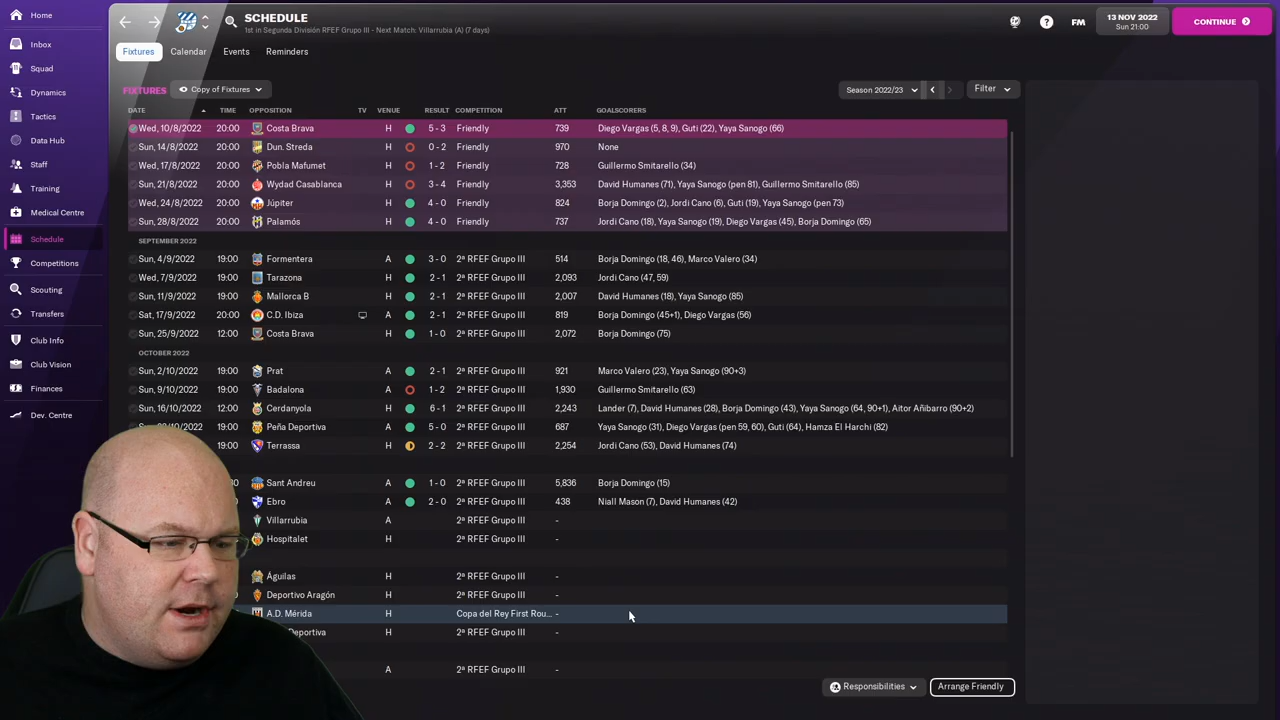 Home
SCHEDULE
1st in Segunda División RFEF Grupo III - Next Match: Villarrubia (A) (7 days)
FM
13 NOV 2022
Sun 21:00
CONTINUE
Inbox
Squad
Dynamics
Tactics
Data Hub
Staff
Training
Medical Centre
Schedule
Competitions
Scouting
Transfers
Club Info
Club Vision
Finances
Dev. Centre
Fixtures Calendar Events Reminders
FIXTURES Copy of Fixtures Season 2022/23 Filter
DATE TIME OPPOSITION TV VENUE RESULT COMPETITION ATT GOALSCORERS
Wed, 10/8/2022 20:00 Costa Brava H 5 - 3 Friendly 739 Diego Vargas (5, 8, 9), Guti (22), Yaya Sanogo (66)
Sun, 14/8/2022 20:00 Dun. Streda H 0 - 2 Friendly 970 None
Wed, 17/8/2022 20:00 Pobla Mafumet H 1 - 2 Friendly 728 Guillermo Smitarello (34)
Sun, 21/8/2022 20:00 Wydad Casablanca H 3 - 4 Friendly 3,353 David Humanes (71), Yaya Sanogo (pen 81), Guillermo Smitarello (85)
Wed, 24/8/2022 20:00 Júpiter H 4 - 0 Friendly 824 Borja Domingo (2), Jordi Cano (6), Guti (19), Yaya Sanogo (pen 73)
Sun, 28/8/2022 20:00 Palamós H 4 - 0 Friendly 737 Jordi Cano (18), Yaya Sanogo (19), Diego Vargas (45), Borja Domingo (65)
SEPTEMBER 2022
Sun, 4/9/2022 19:00 Formentera A 3 - 0 2ª RFEF Grupo III 514 Borja Domingo (18, 46), Marco Valero (34)
Wed, 7/9/2022 19:00 Tarazona H 2 - 1 2ª RFEF Grupo III 2,093 Jordi Cano (47, 59)
Sun, 11/9/2022 19:00 Mallorca B H 2 - 1 2ª RFEF Grupo III 2,007 David Humanes (18), Yaya Sanogo (85)
Sat, 17/9/2022 20:00 C.D. Ibiza A 2 - 1 2ª RFEF Grupo III 819 Borja Domingo (45+1), Diego Vargas (56)
Sun, 25/9/2022 12:00 Costa Brava H 1 - 0 2ª RFEF Grupo III 2,072 Borja Domingo (75)
OCTOBER 2022
Sun, 2/10/2022 19:00 Prat A 2 - 1 2ª RFEF Grupo III 921 Marco Valero (23), Yaya Sanogo (90+3)
Sun, 9/10/2022 19:00 Badalona A 1 - 2 2ª RFEF Grupo III 1,930 Guillermo Smitarello (63)
Sun, 16/10/2022 12:00 Cerdanyola H 6 - 1 2ª RFEF Grupo III 2,243 Lander (7), David Humanes (28), Borja Domingo (43), Yaya Sanogo (64, 90+1), Aitor Añibarro (90+2)
19:00 Peña Deportiva A 5 - 0 2ª RFEF Grupo III 687 Yaya Sanogo (31), Diego Vargas (pen 59, 60), Guti (64), Hamza El Harchi (82)
19:00 Terrassa H 2 - 2 2ª RFEF Grupo III 2,254 Jordi Cano (53), David Humanes (74)
Sant Andreu A 1 - 0 2ª RFEF Grupo III 5,836 Borja Domingo (15)
Ebro A 2 - 0 2ª RFEF Grupo III 438 Niall Mason (7), David Humanes (42)
Villarrubia A 2ª RFEF Grupo III -
Hospitalet H 2ª RFEF Grupo III -
Águilas H 2ª RFEF Grupo III -
Deportivo Aragón H 2ª RFEF Grupo III -
A.D. Mérida H Copa del Rey First Rou... -
Deportiva H 2ª RFEF Grupo III -
A 2ª RFEF Grupo III -
Responsibilities Arrange Friendly